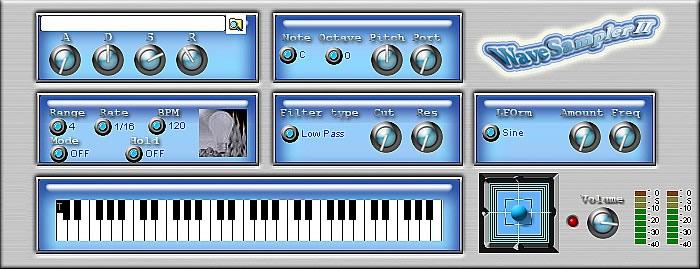 A D S R
Note Octave Pitch Port
C O
WaveSampler II
Range Rate BPM
4 1/16 120
Mode Hold
OFF OFF
Filter type Cut Res
Low Pass
LFOrm Amount Freq
Sine
T
Volume
0 0
5 5
10 10
20 20
30 30
40 40